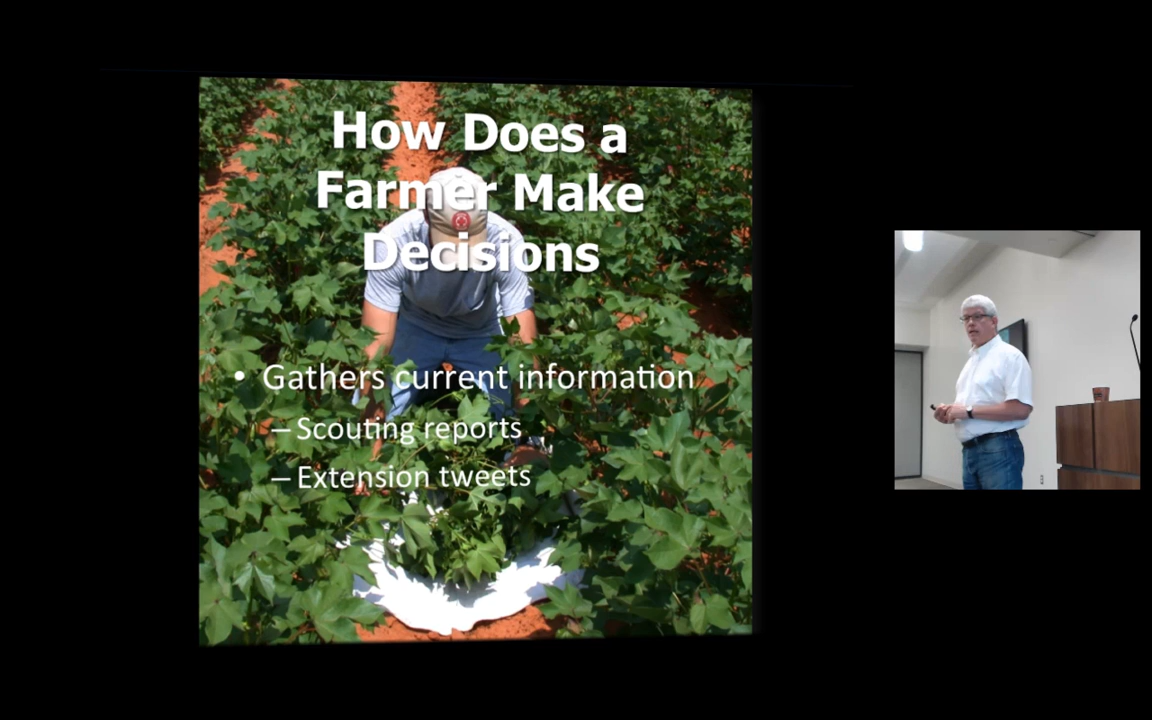 How Does a
Farmer Make
Decisions
• Gathers current information
– Scouting reports
– Extension tweets